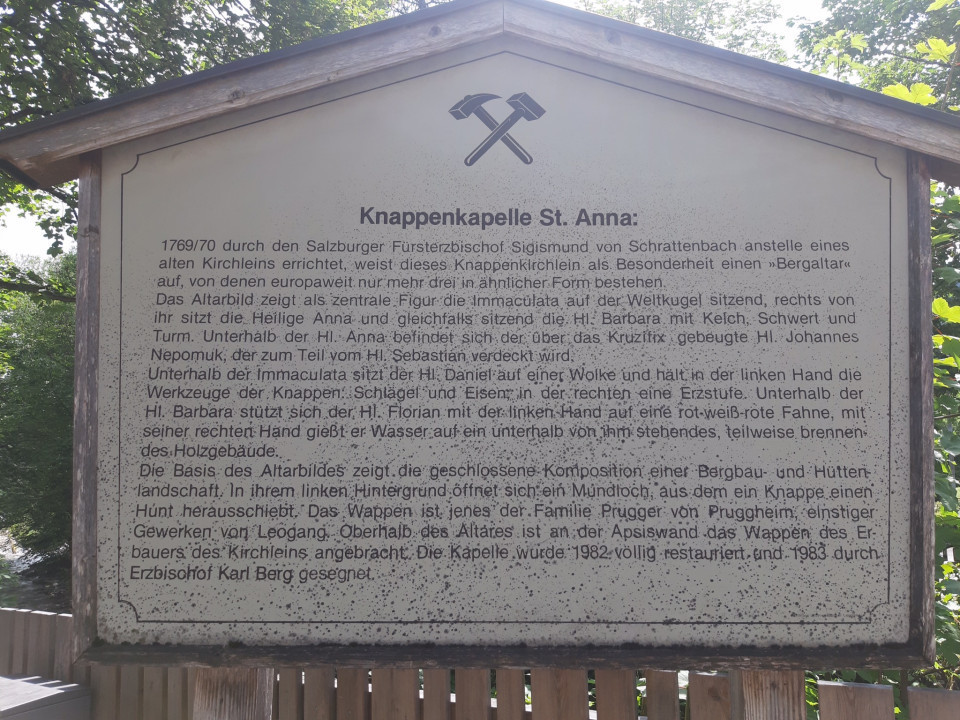 Knappenkapelle St. Anna:
1769/70 durch den Salzburger Fürsterzbischof Sigismund von Schrattenbach anstelle eines
alten Kirchleins errichtet, weist dieses Knappenkirchlein als Besonderheit einen »Bergaltar«
auf, von denen europaweit nur mehr drei in ähnlicher Form bestehen.
Das Altarbild zeigt als zentrale Figur die Immaculata auf der Weltkugel sitzend, rechts von
ihr sitzt die Heilige Anna und gleichfalls sitzend die Hl. Barbara mit Kelch, Schwert und
Turm. Unterhalb der Hl. Anna befindet sich der über das Kruzifix gebeugte Hl. Johannes
Nepomuk, der zum Teil vom Hl. Sebastian verdeckt wird.
Unterhalb der Immaculata sitzt der Hl. Daniel auf einer Wolke und hält in der linken Hand die
Werkzeuge der Knappen: Schlägel und Eisen, in der rechten eine Erzstufe. Unterhalb der
Hl. Barbara stützt sich der Hl. Florian mit der linken Hand auf eine rot-weiß-rote Fahne, mit
seiner rechten Hand gießt er Wasser auf ein unterhalb von ihm stehendes, teilweise brennen-
des Holzgebäude.
Die Basis des Altarbildes zeigt die geschlossene Komposition einer Bergbau- und Hütten-
landschaft. In ihrem linken Hintergrund öffnet sich ein Mundloch, aus dem ein Knappe einen
Hunt herausschiebt. Das Wappen ist jenes der Familie Prugger von Pruggheim, einstiger
Gewerken von Leogang. Oberhalb des Altares ist an der Apsiswand das Wappen des Er-
bauers des Kirchleins angebracht. Die Kapelle wurde 1982 völlig restauriert und 1983 durch
Erzbischof Karl Berg gesegnet.